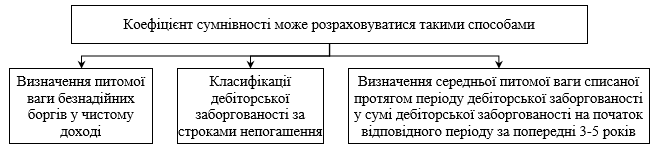 Коефіцієнт сумнівності може розраховуватися такими способами
Визначення питомої
ваги безнадійних
боргів у чистому
доході
Класифікації
дебіторської
заборгованості за
строками непогашення
Визначення середньої питомої ваги списаної
протягом періоду дебіторської заборгованості
у сумі дебіторської заборгованості на початок
відповідного періоду за попередні 3-5 років